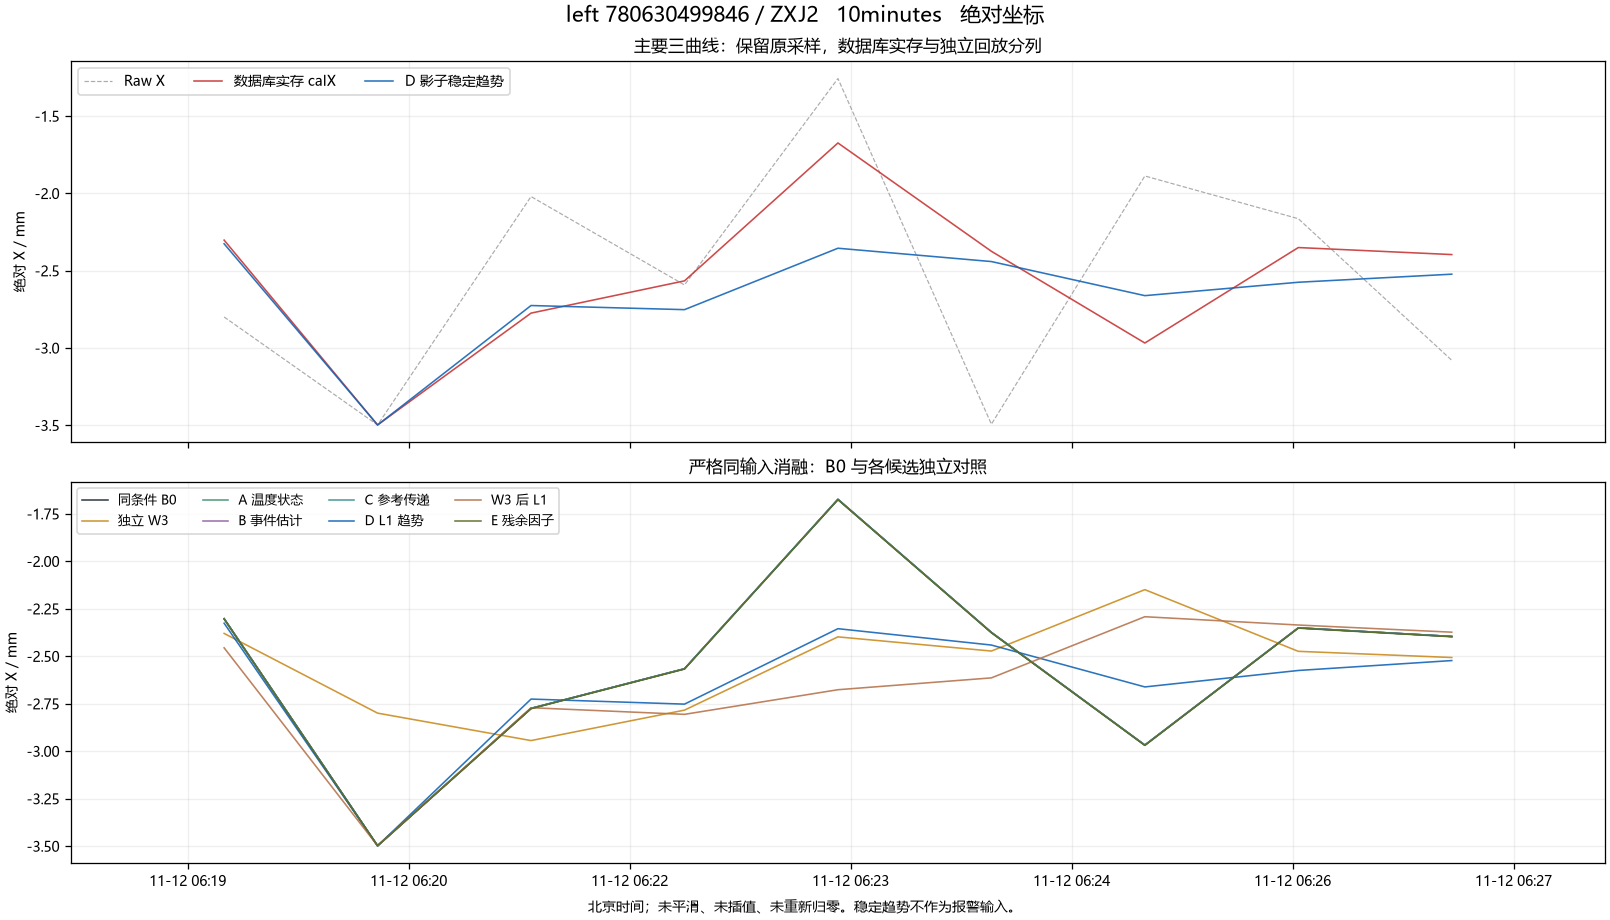 left 780630499846 / ZXJ2   10minutes   绝对坐标
主要三曲线：保留原采样，数据库实存与独立回放分列
Raw X
数据库实存 calX
D 影子稳定趋势
绝对 X / mm
-1.5
-2.0
-2.5
-3.0
-3.5
严格同输入消融：B0 与各候选独立对照
同条件 B0
A 温度状态
C 参考传递
W3 后 L1
独立 W3
B 事件估计
D L1 趋势
E 残余因子
绝对 X / mm
-1.75
-2.00
-2.25
-2.50
-2.75
-3.00
-3.25
-3.50
11-12 06:19
11-12 06:20
11-12 06:22
11-12 06:23
11-12 06:24
11-12 06:26
11-12 06:27
北京时间；未平滑、未插值、未重新归零。稳定趋势不作为报警输入。